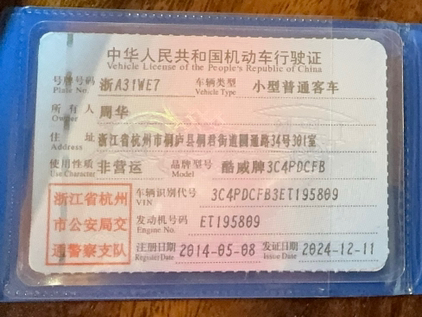 中华人民共和国机动车行驶证
Vehicle License of the People's Republic of China
号牌号码 浙A31WE7 车辆类型 小型普通客车
Plate No. Vehicle Type
所有人 周华
Owner
住址 浙江省杭州市桐庐县桐君街道圆通路34号301室
Address
使用性质 非营运 品牌型号 酷威牌3C4PDCFB
Use Character Model
浙江省杭州
市公安局交
通警察支队
车辆识别代号 3C4PDCFB3ET195809
VIN
发动机号码 ET195809
Engine No.
注册日期 2014-05-08 发证日期 2024-12-11
Register Date Issue Date